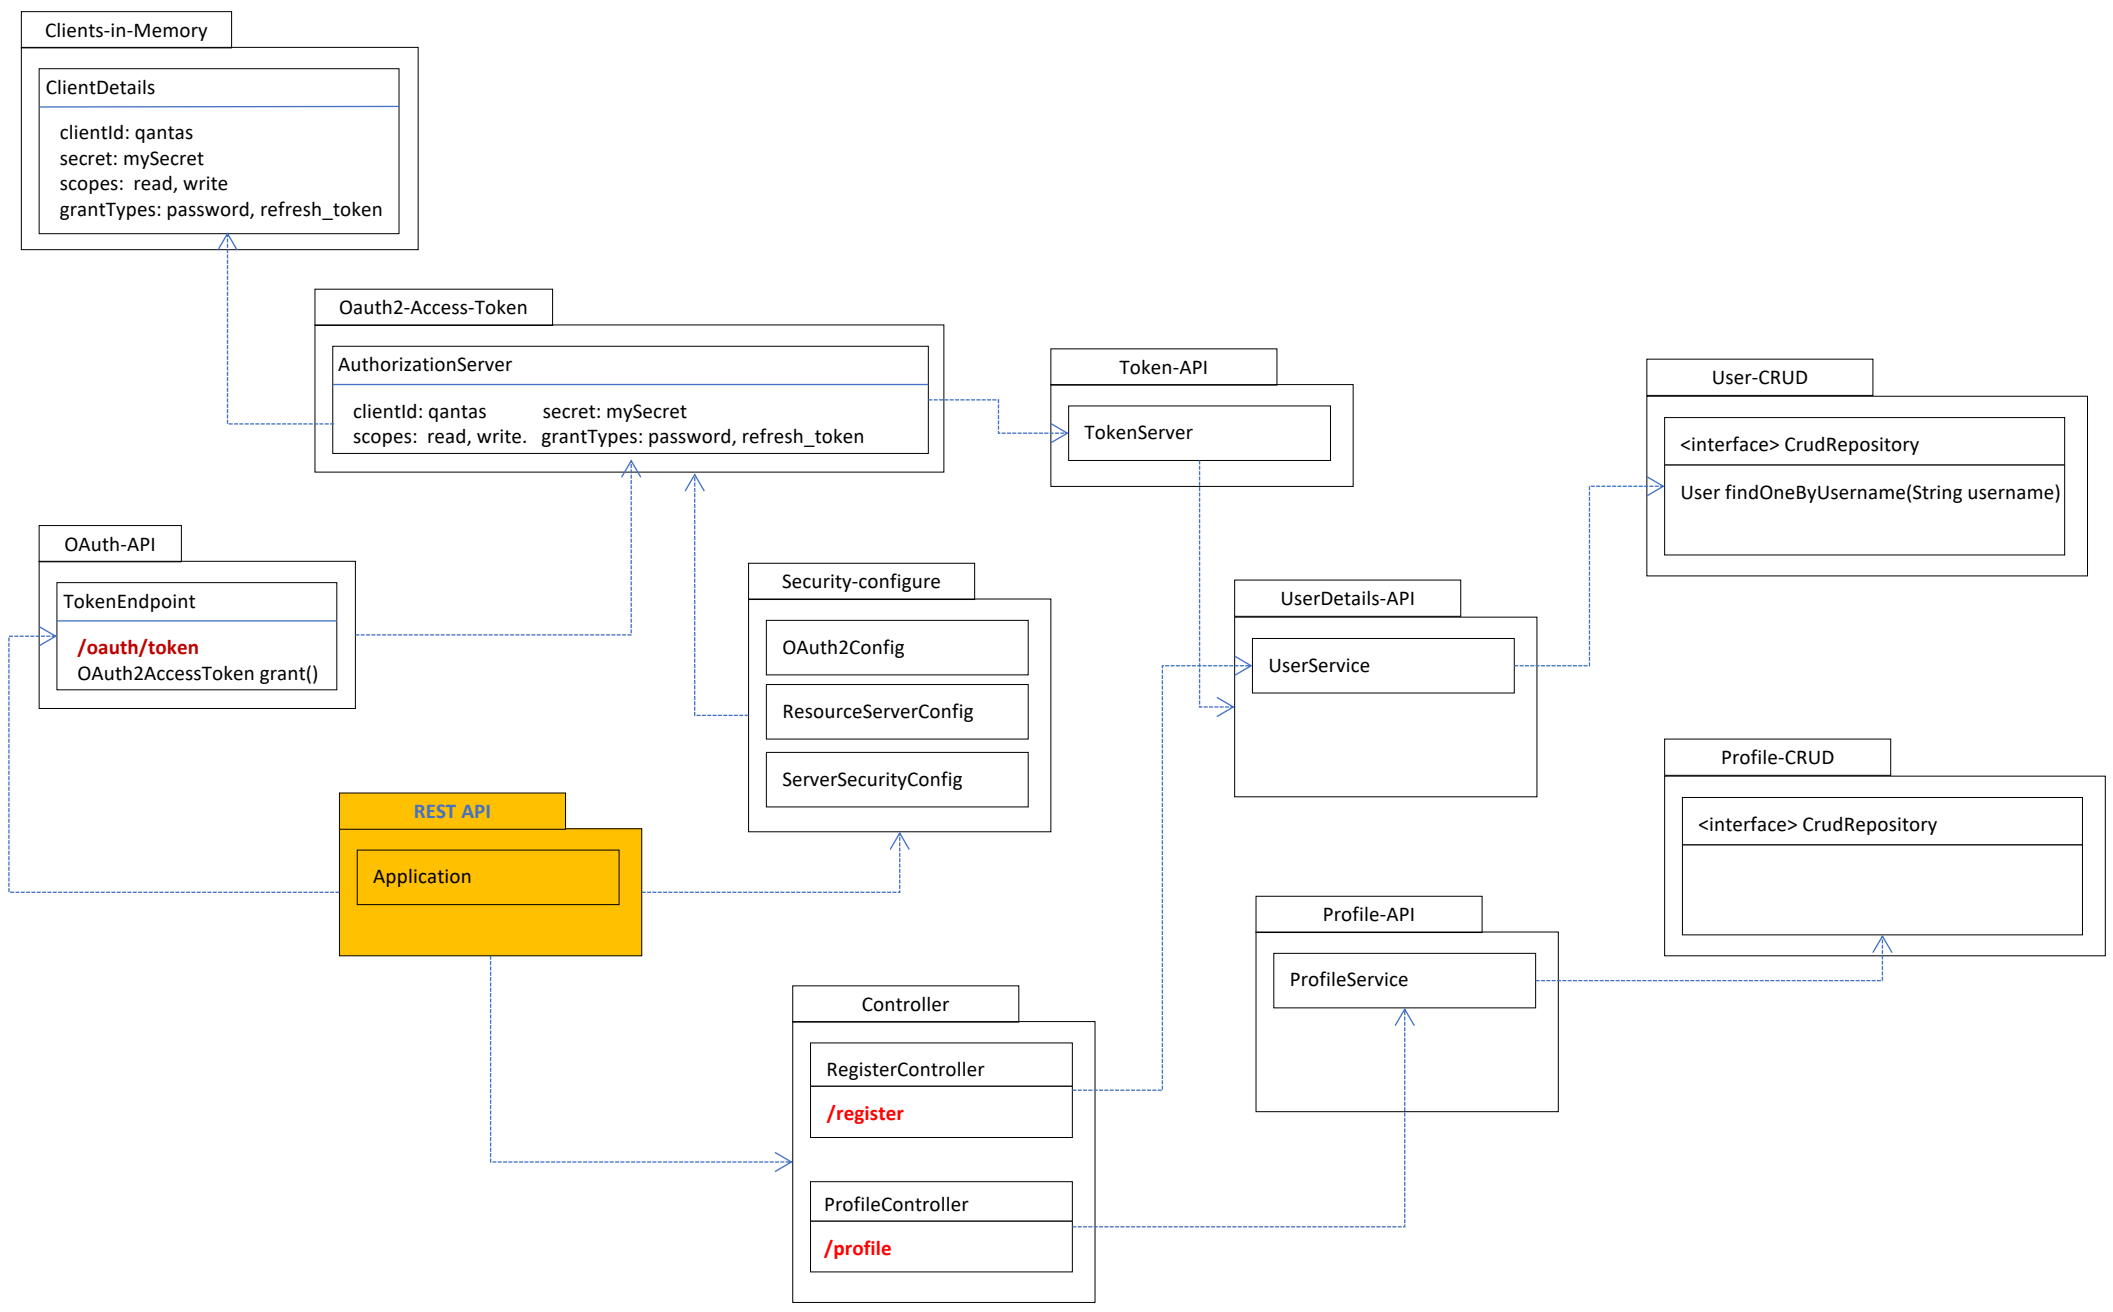 Clients-in-Memory
ClientDetails
clientId: qantas
secret: mySecret
scopes:  read, write
grantTypes: password, refresh_token
Oauth2-Access-Token
AuthorizationServer
clientId: qantas secret: mySecret
scopes:  read, write. grantTypes: password, refresh_token
Token-API
TokenServer
User-CRUD
<interface> CrudRepository
User findOneByUsername(String username)
OAuth-API
TokenEndpoint
/oauth/token
OAuth2AccessToken grant()
Security-configure
OAuth2Config
ResourceServerConfig
ServerSecurityConfig
UserDetails-API
UserService
Profile-CRUD
<interface> CrudRepository
REST API
Application
Profile-API
ProfileService
Controller
RegisterController
/register
ProfileController
/profile